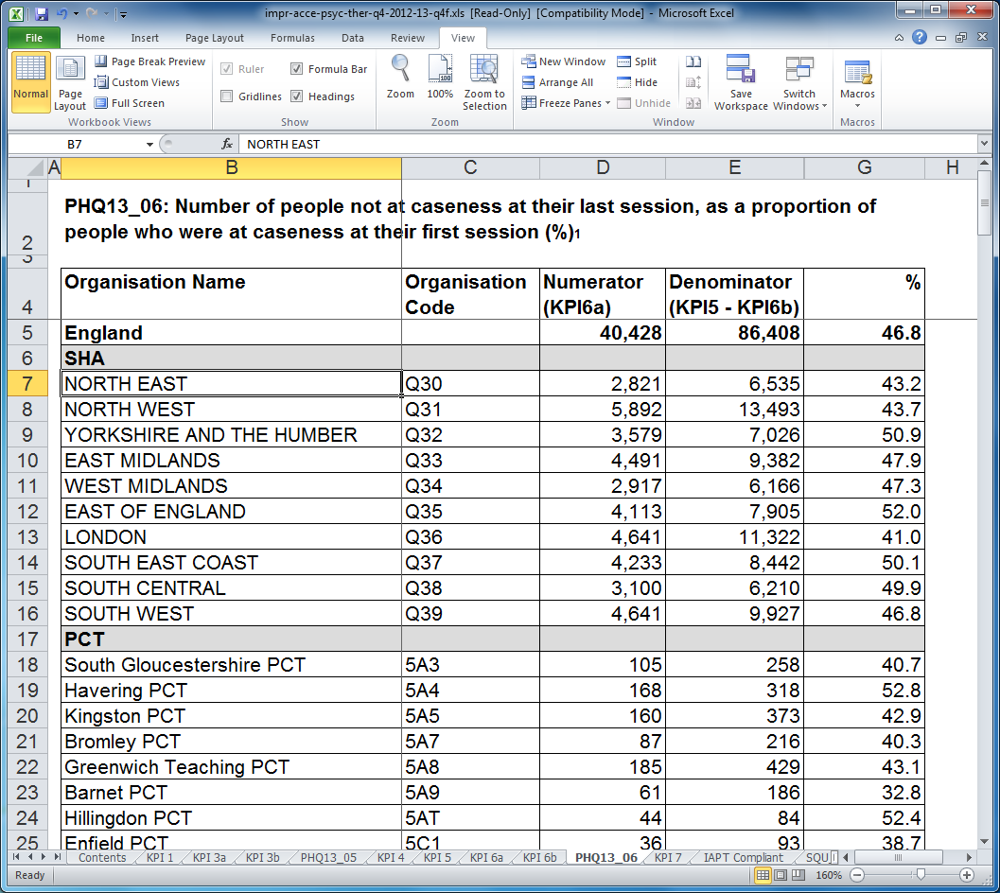 impr-acce-psyc-ther-q4-2012-13-q4f.xls [Read-Only] [Compatibility Mode] - Microsoft Excel
File Home Insert Page Layout Formulas Data Review View
Normal Page Layout Page Break Preview Custom Views Full Screen
Workbook Views
Ruler Formula Bar
Gridlines Headings
Show
Zoom 100% Zoom to Selection
Zoom
New Window Split
Arrange All Hide
Freeze Panes Unhide
Save Workspace Switch Windows
Window
Macros
Macros
B7 fx NORTH EAST
A B C D E G H
1
2 PHQ13_06: Number of people not at caseness at their last session, as a proportion of
people who were at caseness at their first session (%)1
3
Organisation Name Organisation Numerator Denominator %
4 Code (KPI6a) (KPI5 - KPI6b)
5 England 40,428 86,408 46.8
6 SHA
7 NORTH EAST Q30 2,821 6,535 43.2
8 NORTH WEST Q31 5,892 13,493 43.7
9 YORKSHIRE AND THE HUMBER Q32 3,579 7,026 50.9
10 EAST MIDLANDS Q33 4,491 9,382 47.9
11 WEST MIDLANDS Q34 2,917 6,166 47.3
12 EAST OF ENGLAND Q35 4,113 7,905 52.0
13 LONDON Q36 4,641 11,322 41.0
14 SOUTH EAST COAST Q37 4,233 8,442 50.1
15 SOUTH CENTRAL Q38 3,100 6,210 49.9
16 SOUTH WEST Q39 4,641 9,927 46.8
17 PCT
18 South Gloucestershire PCT 5A3 105 258 40.7
19 Havering PCT 5A4 168 318 52.8
20 Kingston PCT 5A5 160 373 42.9
21 Bromley PCT 5A7 87 216 40.3
22 Greenwich Teaching PCT 5A8 185 429 43.1
23 Barnet PCT 5A9 61 186 32.8
24 Hillingdon PCT 5AT 44 84 52.4
25 Enfield PCT 5C1 36 93 38.7
Contents KPI 1 KPI 3a KPI 3b PHQ13_05 KPI 4 KPI 5 KPI 6a KPI 6b PHQ13_06 KPI 7 IAPT Compliant SQU
Ready 160%